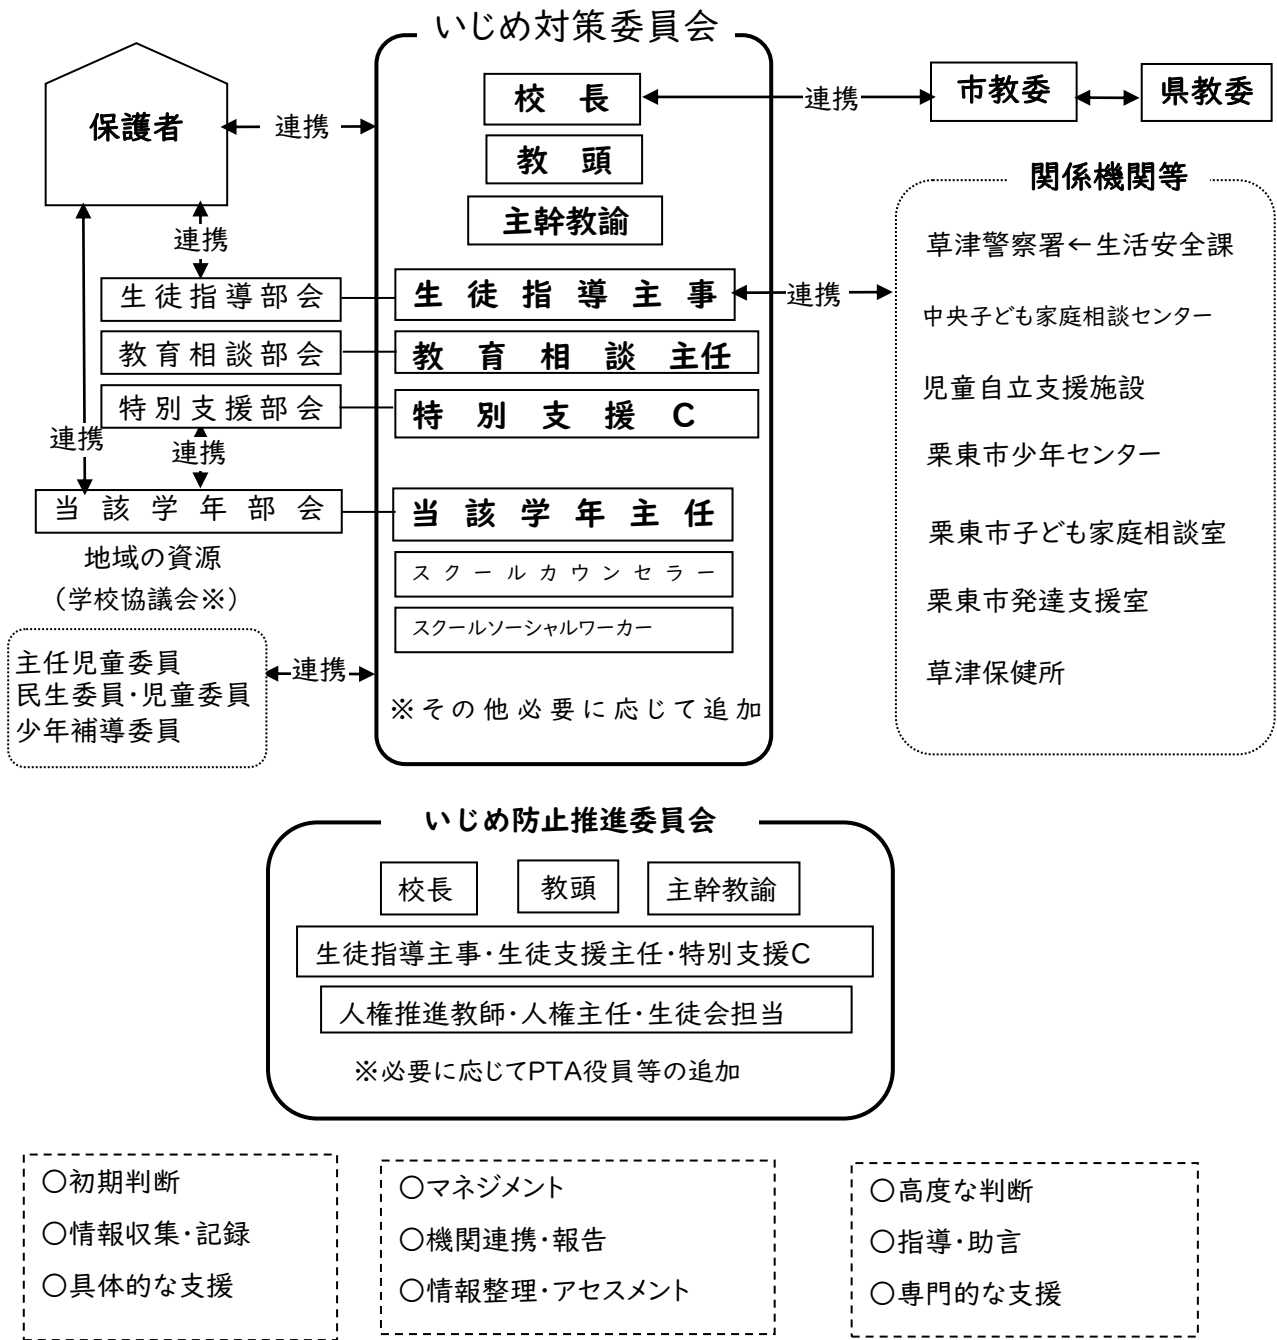 いじめ対策委員会
校長
教頭
主幹教諭
生徒指導主事
教育相談主任
特別支援C
当該学年主任
スクールカウンセラー
スクールソーシャルワーカー
※その他必要に応じて追加
保護者
連携
連携
生徒指導部会
教育相談部会
特別支援部会
連携
連携
当該学年部会
地域の資源
(学校協議会※)
主任児童委員
民生委員・児童委員
少年補導委員
連携
連携
市教委
県教委
連携
関係機関等
草津警察署←生活安全課
中央子ども家庭相談センター
児童自立支援施設
栗東市少年センター
栗東市子ども家庭相談室
栗東市発達支援室
草津保健所
いじめ防止推進委員会
校長
教頭
主幹教諭
生徒指導主事・生徒支援主任・特別支援C
人権推進教師・人権主任・生徒会担当
※必要に応じてPTA役員等の追加
○初期判断
○情報収集・記録
○具体的な支援
○マネジメント
○機関連携・報告
○情報整理・アセスメント
○高度な判断
○指導・助言
○専門的な支援